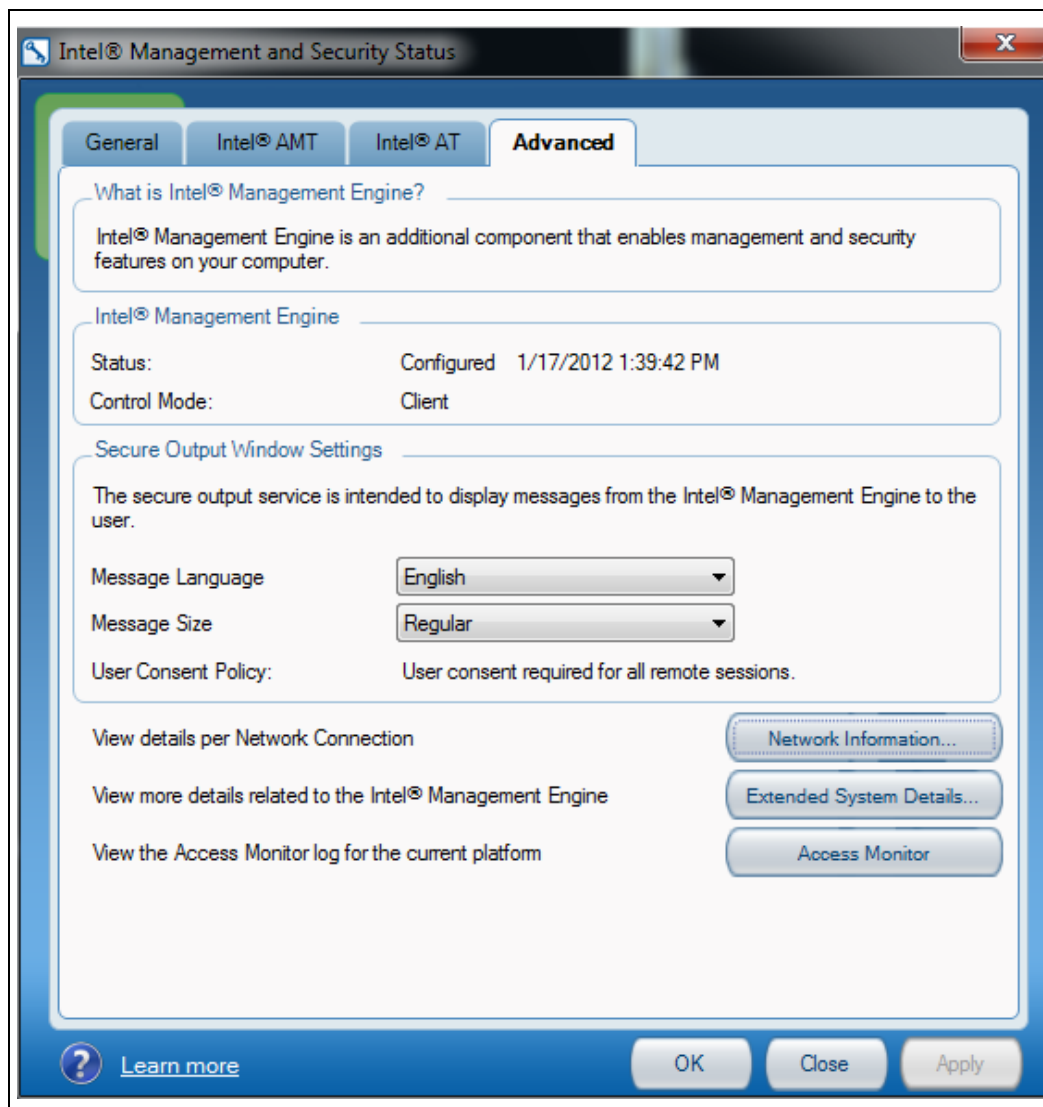 Intel® Management and Security Status
General
Intel® AMT
Intel® AT
Advanced
What is Intel® Management Engine?
Intel® Management Engine is an additional component that enables management and security
features on your computer.
Intel® Management Engine
Status: Configured 1/17/2012 1:39:42 PM
Control Mode: Client
Secure Output Window Settings
The secure output service is intended to display messages from the Intel® Management Engine to the
user.
Message Language English
Message Size Regular
User Consent Policy: User consent required for all remote sessions.
View details per Network Connection Network Information...
View more details related to the Intel® Management Engine Extended System Details...
View the Access Monitor log for the current platform Access Monitor
? Learn more OK Close Apply